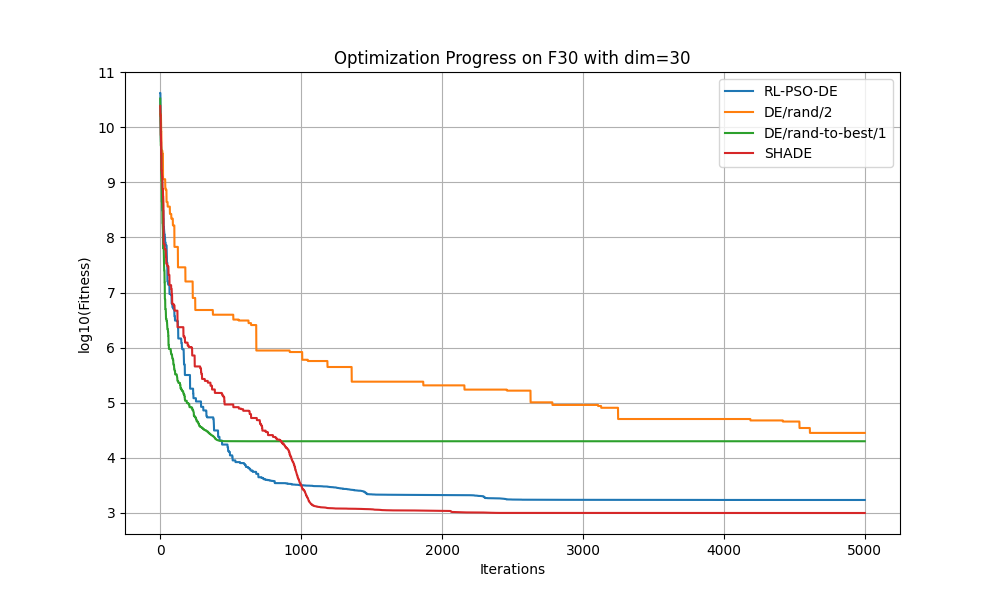 Optimization Progress on F30 with dim=30
log10(Fitness)
11
10
9
8
7
6
5
4
3
RL-PSO-DE
DE/rand/2
DE/rand-to-best/1
SHADE
0 1000 2000 3000 4000 5000
Iterations